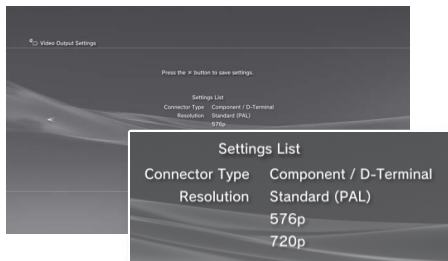 Video Output Settings
Press the × button to save settings.
Settings List
Connector Type Component / D-Terminal
Resolution Standard (PAL)
576p
Settings List
Connector Type Component / D-Terminal
Resolution Standard (PAL)
576p
720p